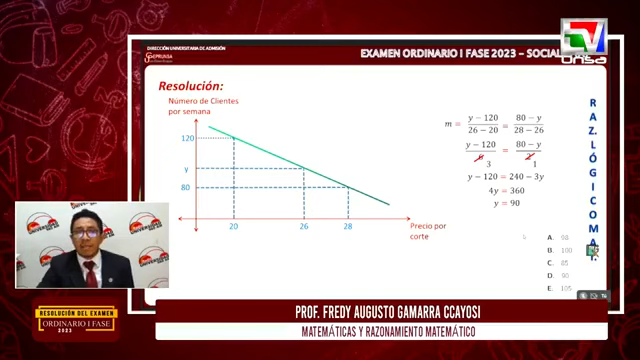 DIRECCIÓN UNIVERSITARIA DE ADMISIÓN
CEPRUNSA
EXAMEN ORDINARIO I FASE 2023 – SOCIAL
TV
UNSA
Resolución:
Número de Clientes
por semana
120
y
80
20
26
28
Precio por
corte
m = (y − 120)/(26 − 20) = (80 − y)/(28 − 26)
(y − 120)/6 3 = (80 − y)/2 1
y − 120 = 240 − 3y
4y = 360
y = 90
A. 98
B. 100
C. 85
D. 90
E. 105
RAZ. LÓGICO MAT.
RESOLUCIÓN DEL EXAMEN
ORDINARIO I FASE
2023
PROF. FREDY AUGUSTO GAMARRA CCAYOSI
MATEMÁTICAS Y RAZONAMIENTO MATEMÁTICO